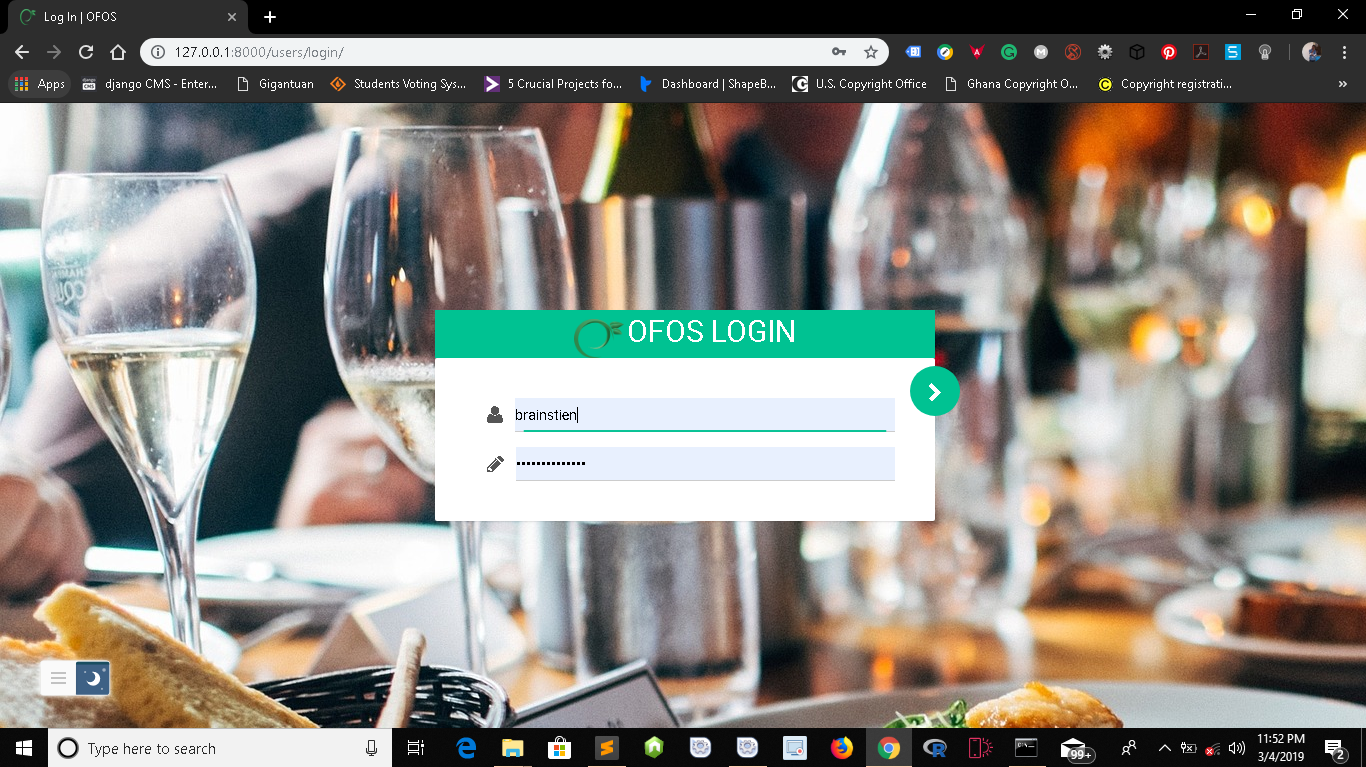 Log In | OFOS
127.0.0.1:8000/users/login/
Apps
django CMS - Enter...
Gigantuan
Students Voting Sys...
5 Crucial Projects fo...
Dashboard | ShapeB...
U.S. Copyright Office
Ghana Copyright O...
Copyright registrati...
OFOS LOGIN
brainstien
••••••••••••••
Type here to search
99+
11:52 PM
3/4/2019
2